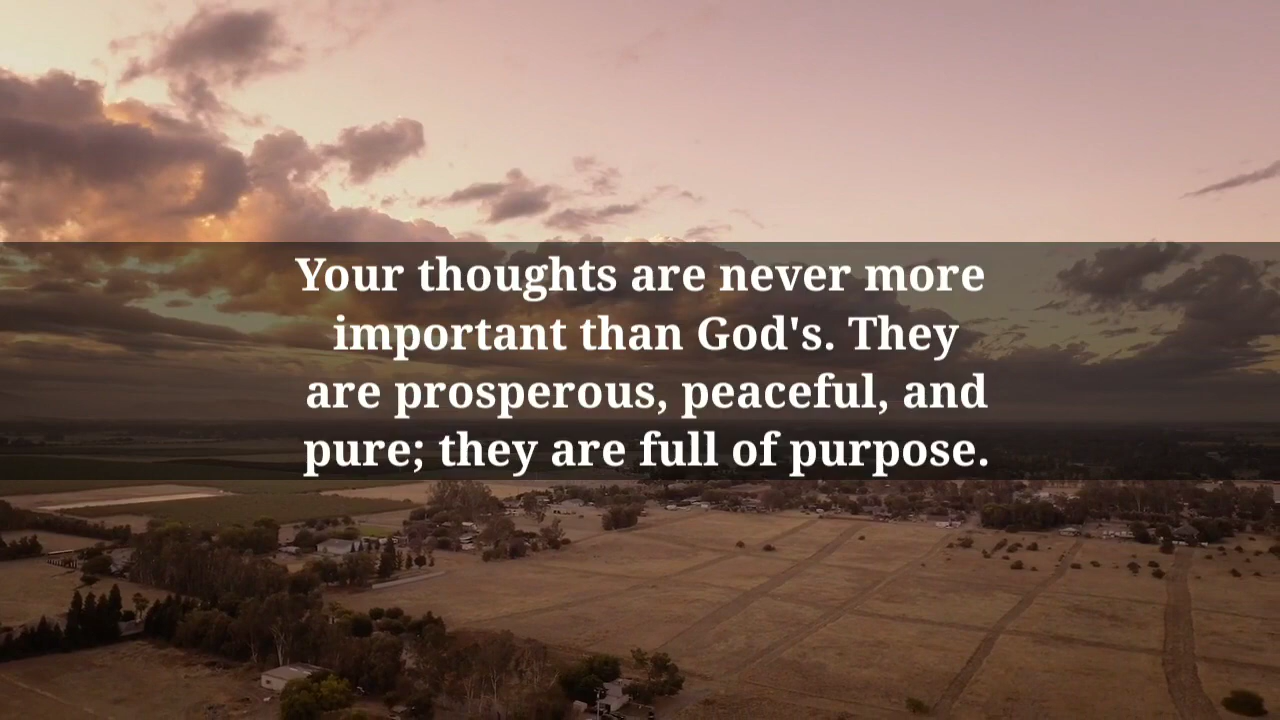 Your thoughts are never more
important than God's. They
are prosperous, peaceful, and
pure; they are full of purpose.